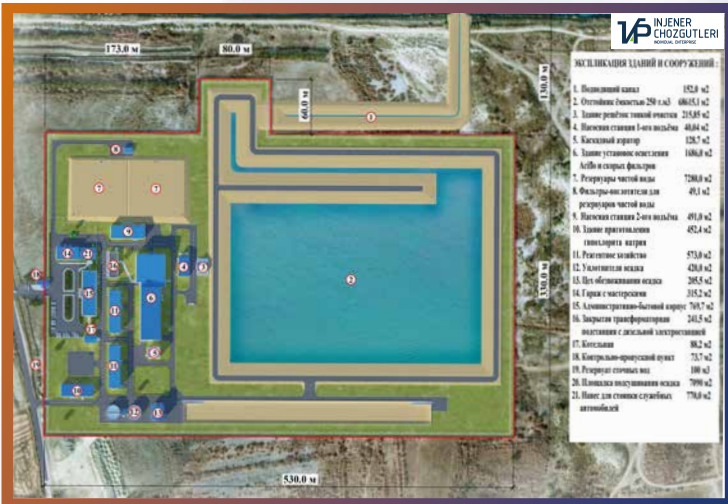 INJENER
CHOZGUTLERI
INDIVIDUAL ENTERPRISE
173.0 м
80.0 м
60.0 м
130.0 м
330.0 м
530.0 м
ЭКСПЛИКАЦИЯ ЗДАНИЙ И СООРУЖЕНИЙ :
1. Подводящий канал 152,0 м2
2. Отстойник ёмкостью 250 т.м3 68615,1 м2
3. Здание решёток тонкой очистки 215,85 м2
4. Насосная станция 1-ого подъёма 40,04 м2
5. Каскадный аэратор 128,7 м2
6. Здание установок осветления 1686,0 м2
Actiflo и скорых фильтров
7. Резервуары чистой воды 7280,0 м2
8. Фильтры-поглотители для 49,1 м2
резервуаров чистой воды
9. Насосная станция 2-ого подъёма 491,0 м2
10. Здание приготовления 452,4 м2
гипохлорита натрия
11. Реагентное хозяйство 573,0 м2
12. Уплотнители осадка 420,0 м2
13. Цех обезвоживания осадка 205,5 м2
14. Гараж с мастерскими 315,2 м2
15. Административно-бытовой корпус 769,7 м2
16. Закрытая трансформаторная 241,5 м2
подстанция с дизельной электростанцией
17. Котельная 88,2 м2
18. Контрольно-пропускной пункт 73,7 м2
19. Резервуар сточных вод 100 м3
20. Площадка подсушивания осадка 7090 м2
21. Навес для стоянки служебных 770,0 м2
автомобилей